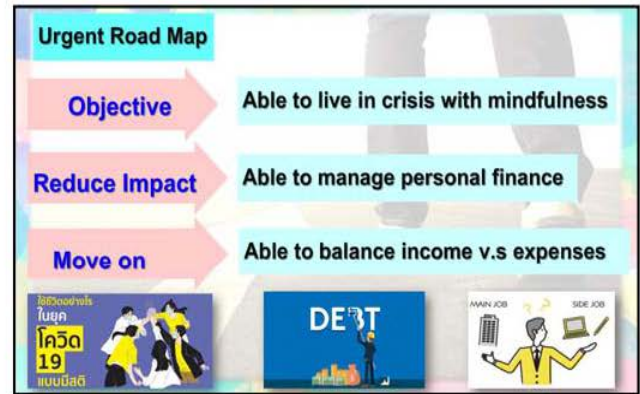 Urgent Road Map
Objective
Able to live in crisis with mindfulness
Reduce Impact
Able to manage personal finance
Move on
Able to balance income v.s expenses
ใช้ชีวิตอย่างไร
ในยุค
โควิด
19
แบบมีสติ
DEBT
MAIN JOB
? ?
SIDE JOB